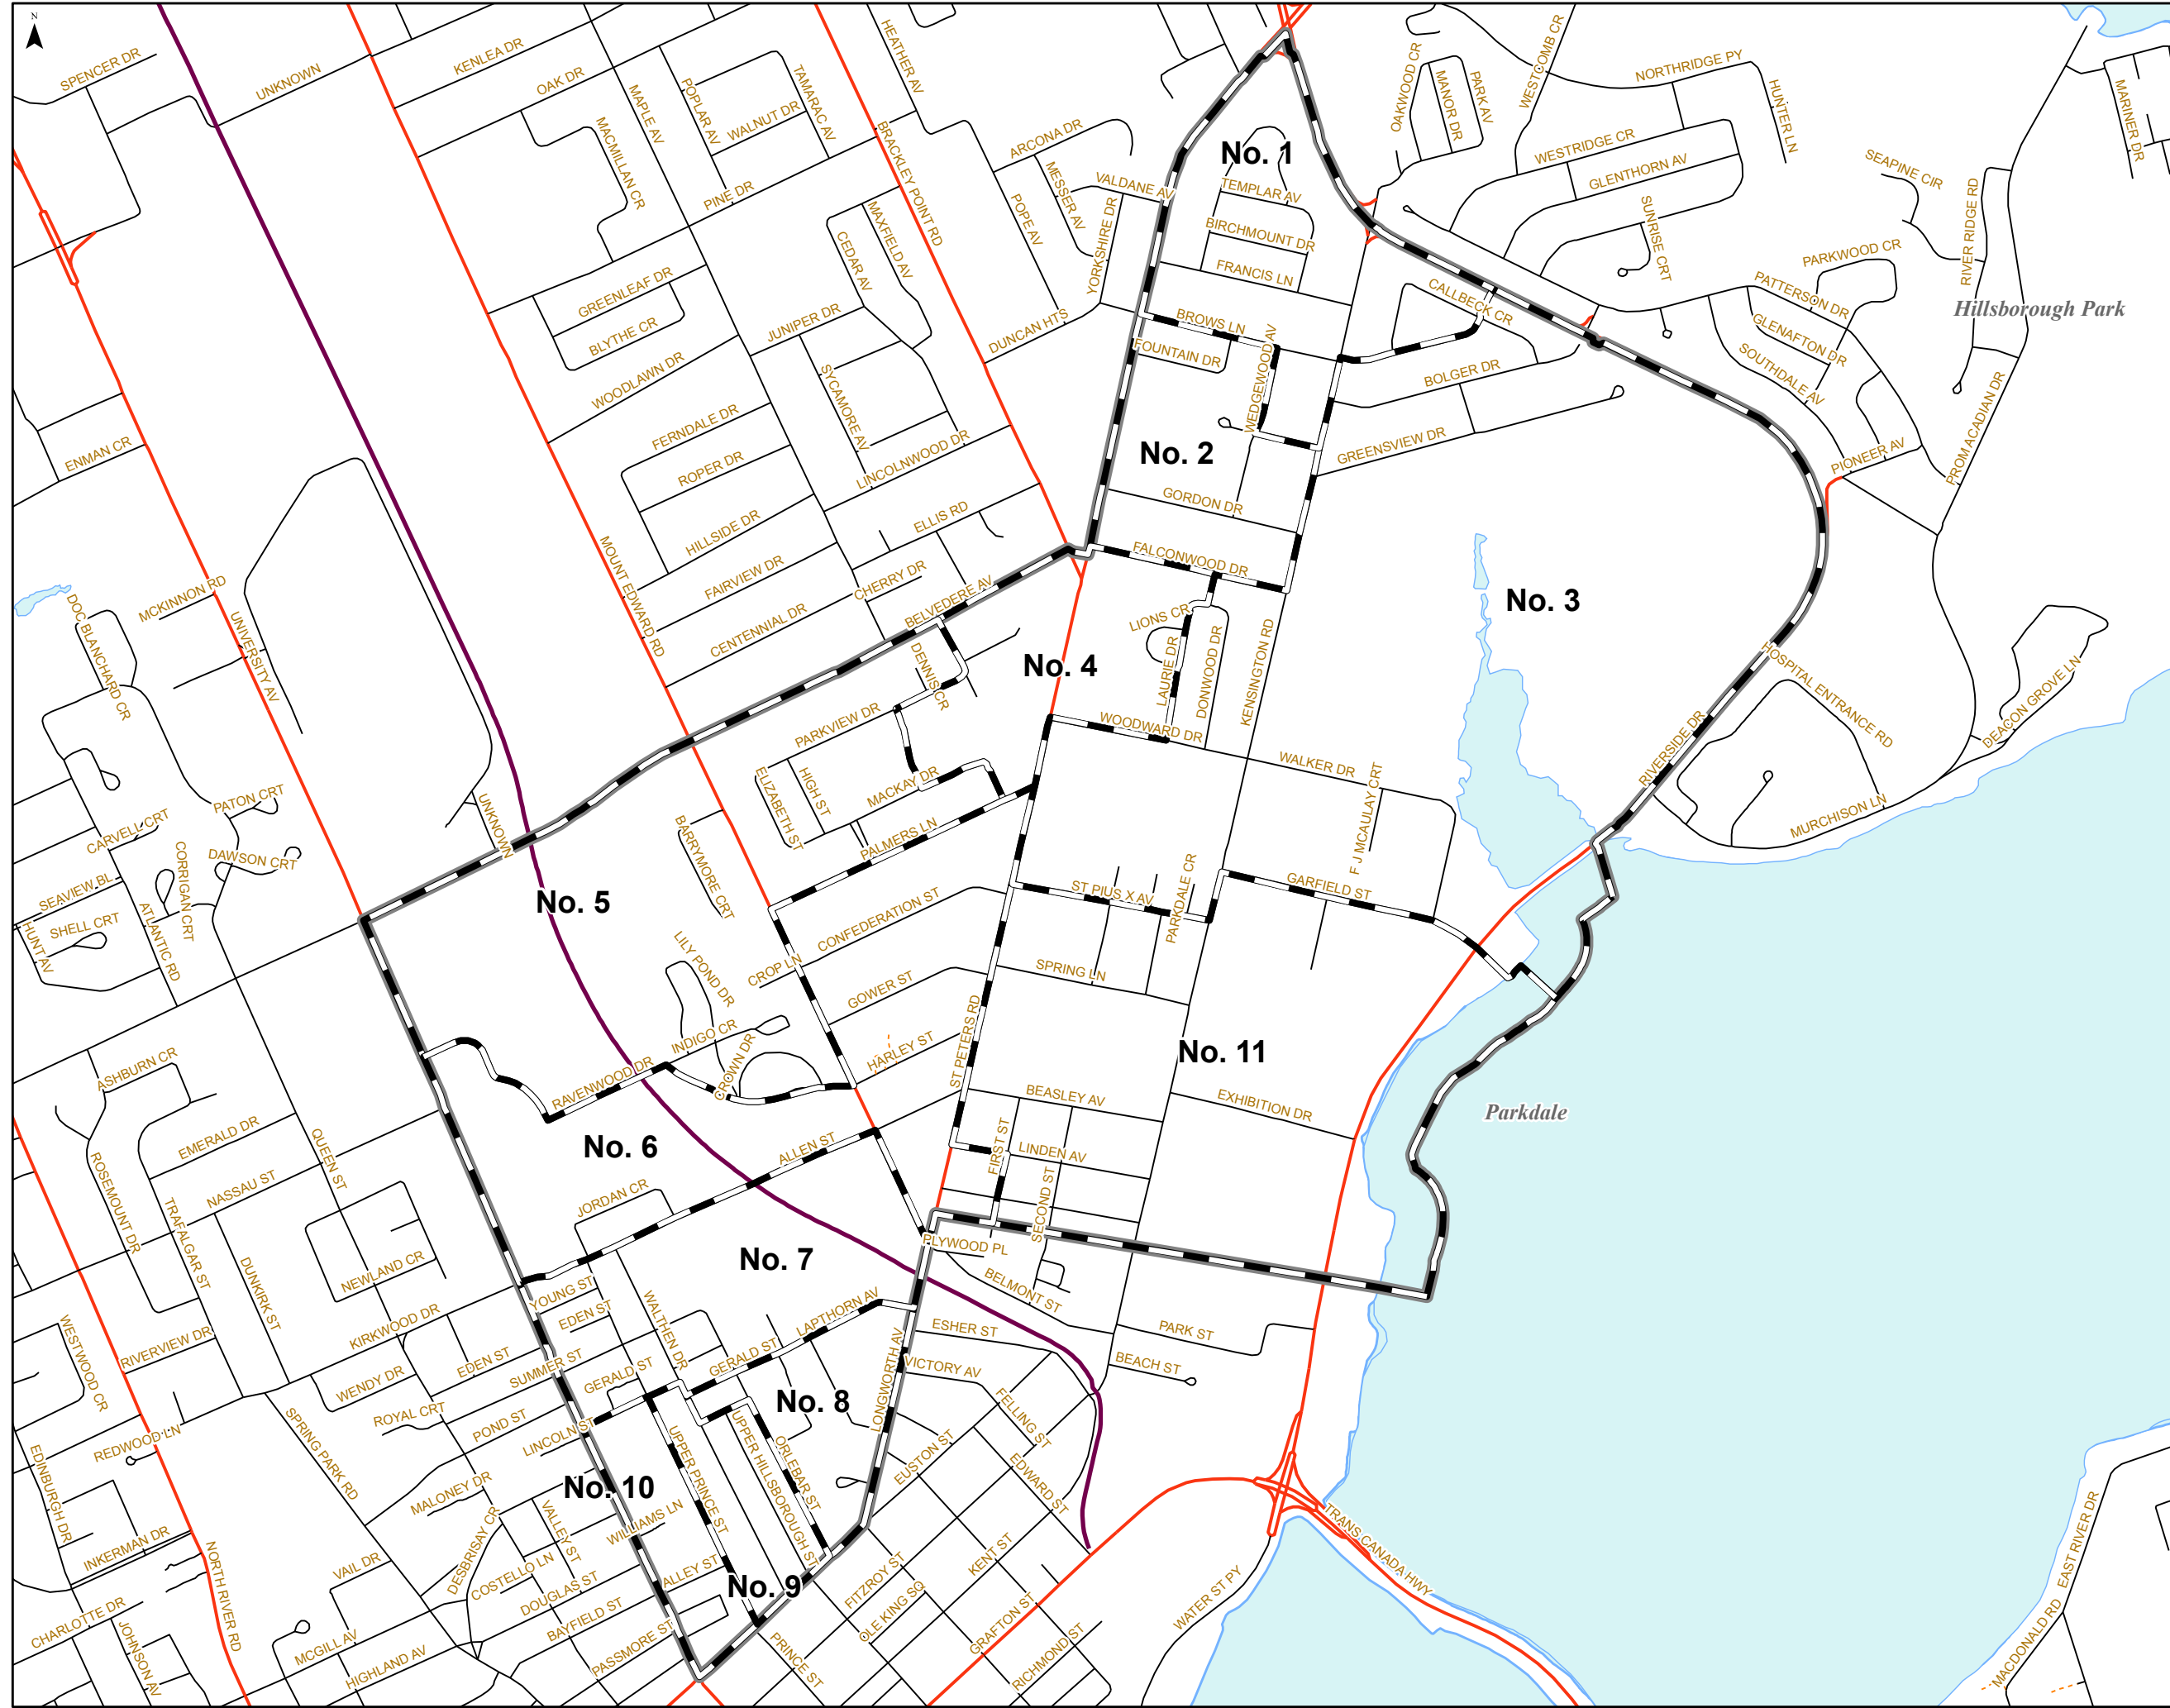 N
SPENCER DR
UNKNOWN
KENLEA DR
OAK DR
MAPLE AV
POPLAR AV
TAMARAC AV
WALNUT DR
HEATHER AV
BRACKLEY POINT RD
MACMILLAN CR
PINE DR
ARCONA DR
MESSER AV
POPE AV
VALDANE AV
YORKSHIRE DR
No. 1
TEMPLAR AV
BIRCHMOUNT DR
FRANCIS LN
OAKWOOD CR
MANOR DR
PARK AV
WESTCOMB CR
NORTHRIDGE PY
HUNTER LN
WESTRIDGE CR
GLENTHORN AV
SUNRISE CRT
SEAPINE CIR
RIVER RIDGE RD
MARINER DR
PARKWOOD CR
PATTERSON DR
Hillsborough Park
GLENAFTON DR
SOUTHDALE AV
PIONEER AV
PROM ACADIAN DR
CEDAR AV
MAXFIELD AV
GREENLEAF DR
BLYTHE CR
JUNIPER DR
DUNCAN HTS
WOODLAWN DR
SYCAMORE AV
FERNDALE DR
ROPER DR
LINCOLNWOOD DR
HILLSIDE DR
ELLIS RD
FAIRVIEW DR
CHERRY DR
CENTENNIAL DR
BELVEDERE AV
MOUNT EDWARD RD
BROWS LN
FOUNTAIN DR
WEDGEWOOD AV
CALLBECK CR
BOLGER DR
GREENSVIEW DR
No. 2
GORDON DR
FALCONWOOD DR
No. 3
LIONS CR
LAURIE DR
DONWOOD DR
KENSINGTON RD
WOODWARD DR
No. 4
DENNIS CR
PARKVIEW DR
ELIZABETH ST
HIGH ST
MACKAY DR
PALMERS LN
BARRYMORE CRT
ENMAN CR
MCKINNON RD
DOC BLANCHARD CR
UNIVERSITY AV
UNKNOWN
PATON CRT
CARVELL CRT
CORRIGAN CRT
DAWSON CRT
SEAVIEW BL
SHELL CRT
HUNT AV
ATLANTIC RD
WALKER DR
F J MCAULAY CRT
HOSPITAL ENTRANCE RD
RIVERSIDE DR
DEACON GROVE LN
MURCHISON LN
No. 5
CONFEDERATION ST
CROP LN
LILY POND DR
GOWER ST
INDIGO CR
HARLEY ST
CROWN DR
RAVENWOOD DR
ST PIUS X AV
PARKDALE CR
GARFIELD ST
SPRING LN
ST PETERS RD
No. 11
BEASLEY AV
EXHIBITION DR
Parkdale
FIRST ST
LINDEN AV
SECOND ST
ASHBURN CR
EMERALD DR
ROSEMOUNT DR
NASSAU ST
QUEEN ST
TRAFALGAR ST
DUNKIRK ST
NEWLAND CR
KIRKWOOD DR
RIVERVIEW DR
WESTWOOD CR
No. 6
ALLEN ST
JORDAN CR
No. 7
YOUNG ST
EDEN ST
WALTHEN DR
LAPTHORN AV
GERALD ST
GERALD ST
PLYWOOD PL
BELMONT ST
ESHER ST
VICTORY AV
PARK ST
BEACH ST
LONGWORTH AV
No. 8
FELLING ST
EUSTON ST
EDWARD ST
WENDY DR
EDEN ST
SUMMER ST
ROYAL CRT
POND ST
LINCOLN ST
REDWOOD LN
EDINBURGH DR
SPRING PARK RD
MALONEY DR
No. 10
UPPER PRINCE ST
UPPER HILLSBOROUGH ST
ORLEBAR ST
VALLEY ST
WILLIAMS LN
DESBRISAY CR
COSTELLO LN
DOUGLAS ST
ALLEY ST
No. 9
INKERMAN DR
VAIL DR
NORTH RIVER RD
CHARLOTTE DR
JOHNSON AV
MCGILL AV
HIGHLAND AV
BAYFIELD ST
PASSMORE ST
PRINCE ST
FITZROY ST
OLE KING SQ
KENT ST
GRAFTON ST
RICHMOND ST
WATER ST PY
TRANS CANADA HWY
EAST RIVER DR
MACDONALD RD